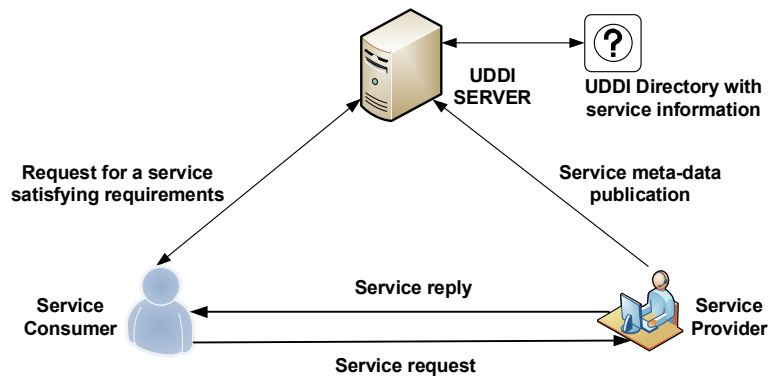 UDDI
SERVER
?
UDDI Directory with
service information
Request for a service
satisfying requirements
Service meta-data
publication
Service reply
Service
Consumer
Service
Provider
Service request